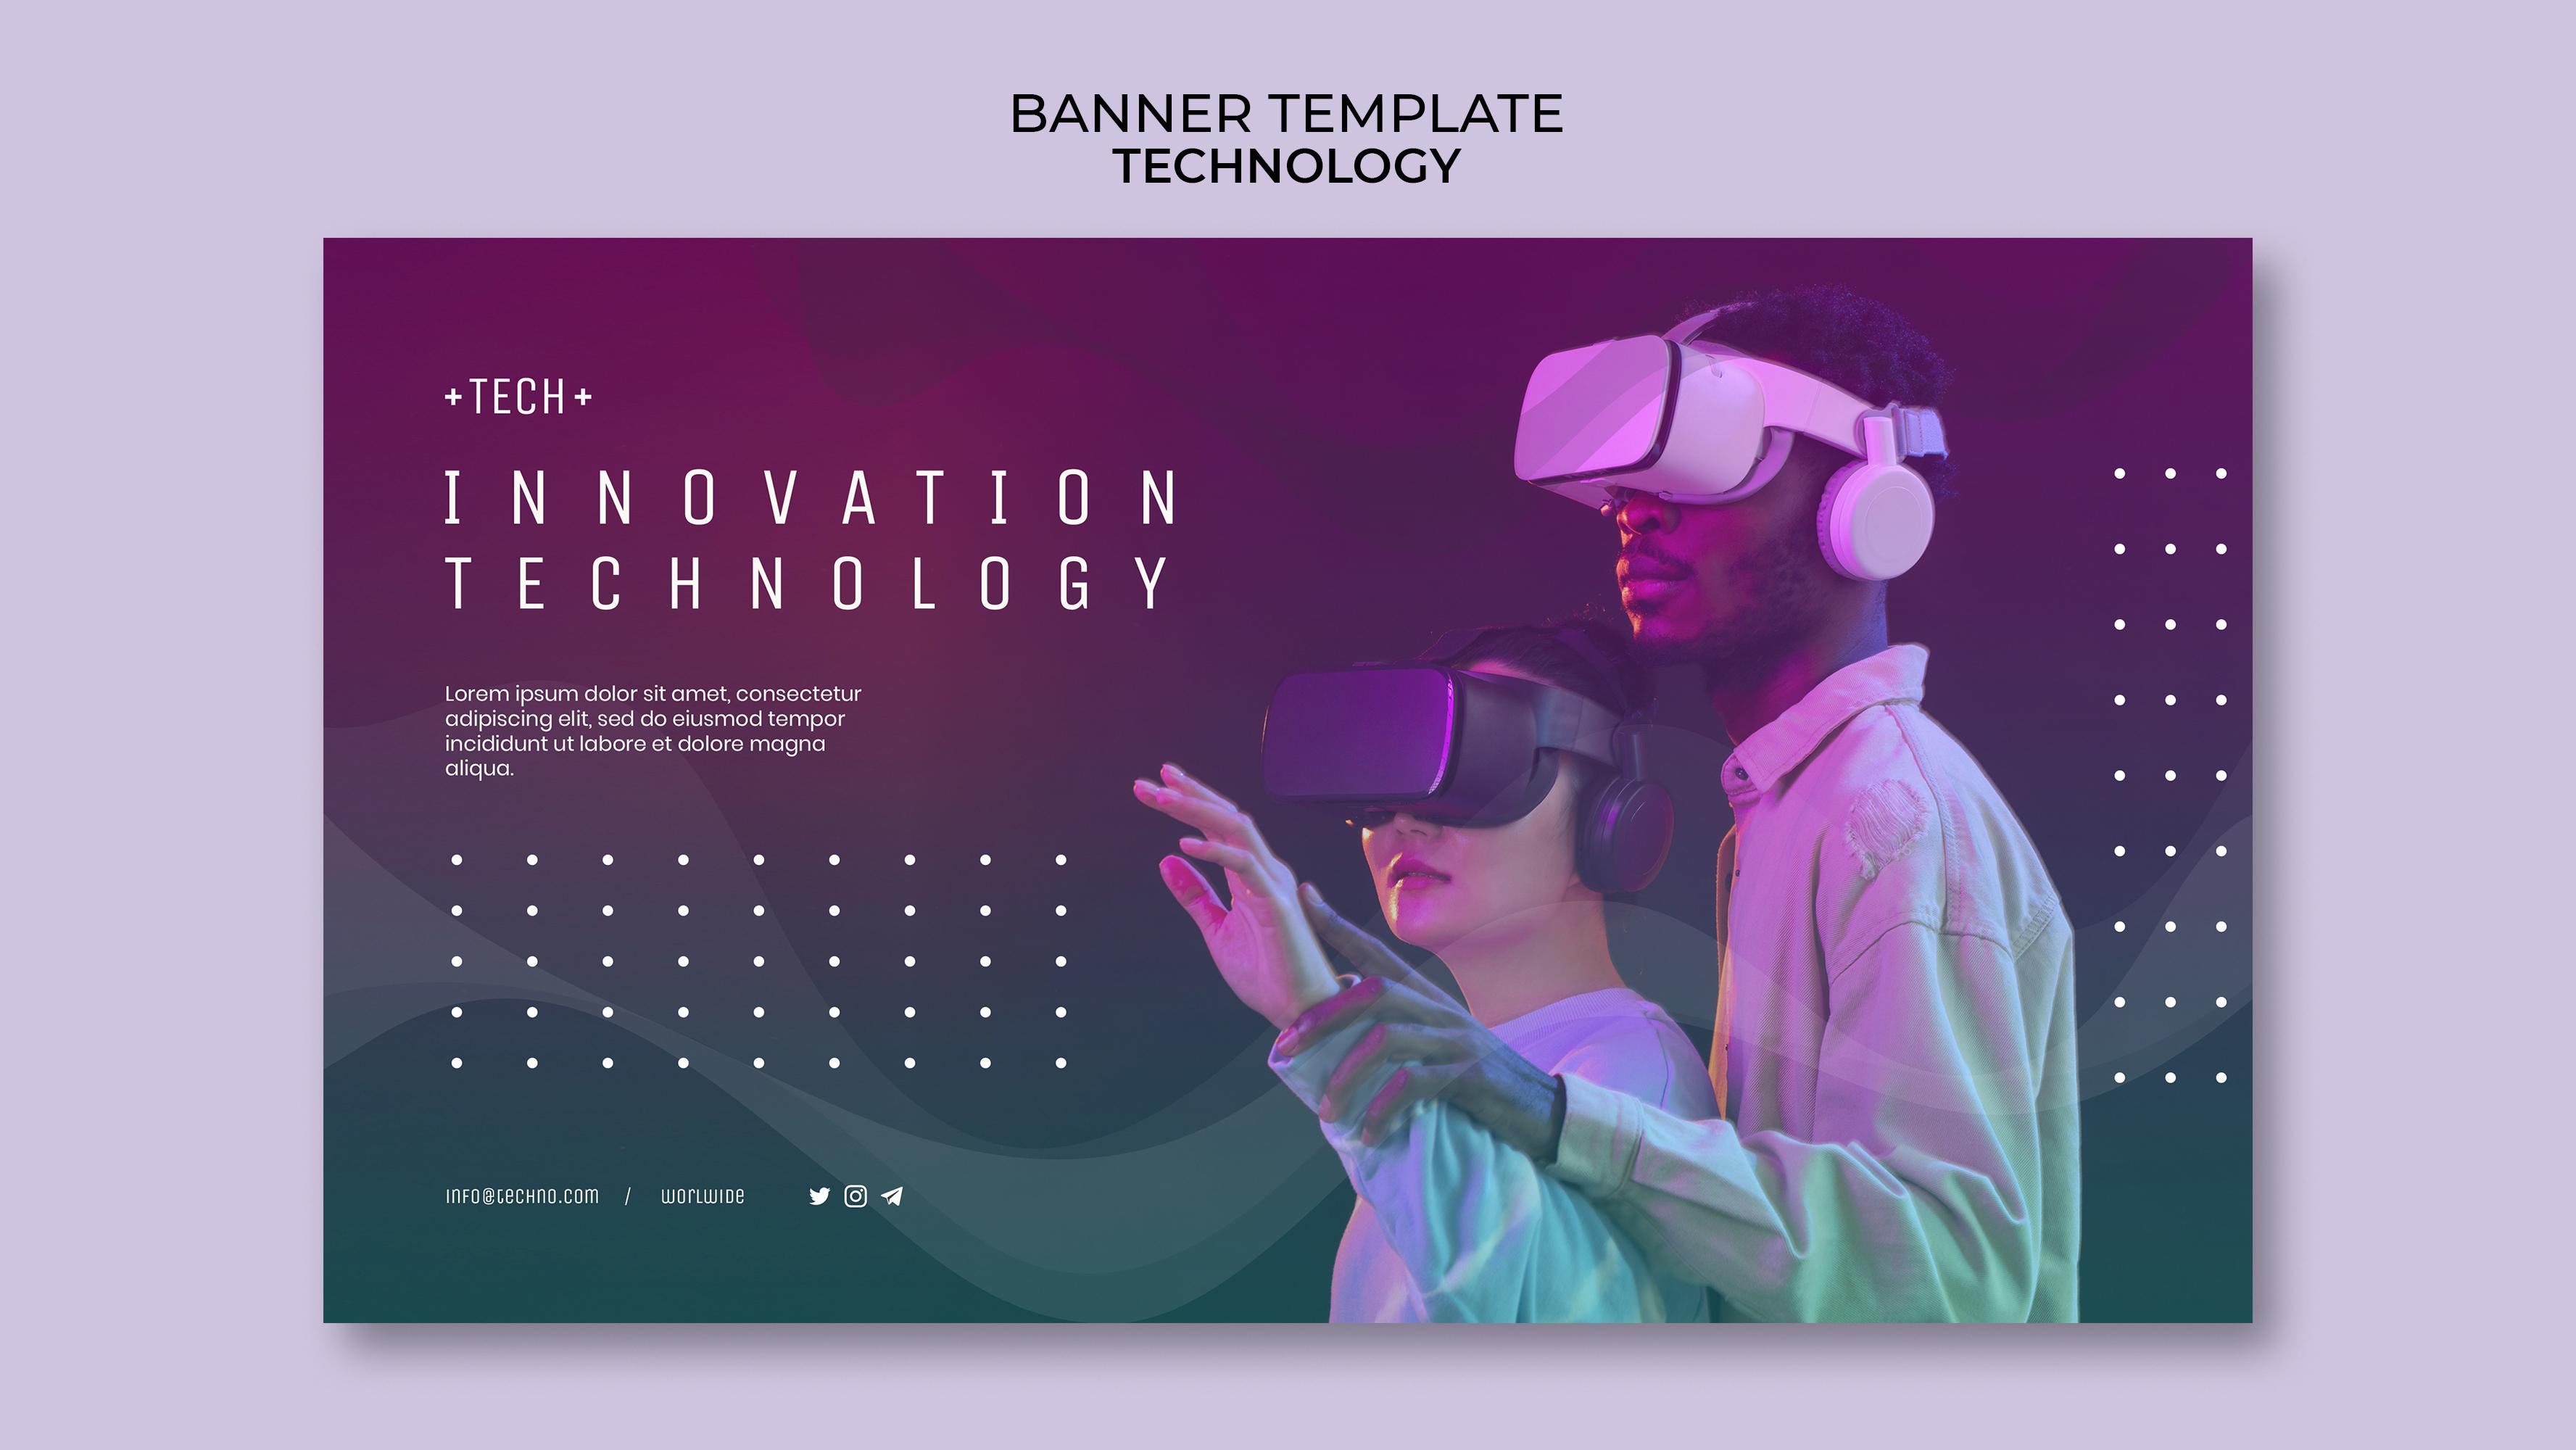 BANNER TEMPLATE
TECHNOLOGY
+TECH+
INNOVATION
TECHNOLOGY
Lorem ipsum dolor sit amet, consectetur
adipiscing elit, sed do eiusmod tempor
incididunt ut labore et dolore magna
aliqua.
INFO@TECHNO.COM / WORLWIDE